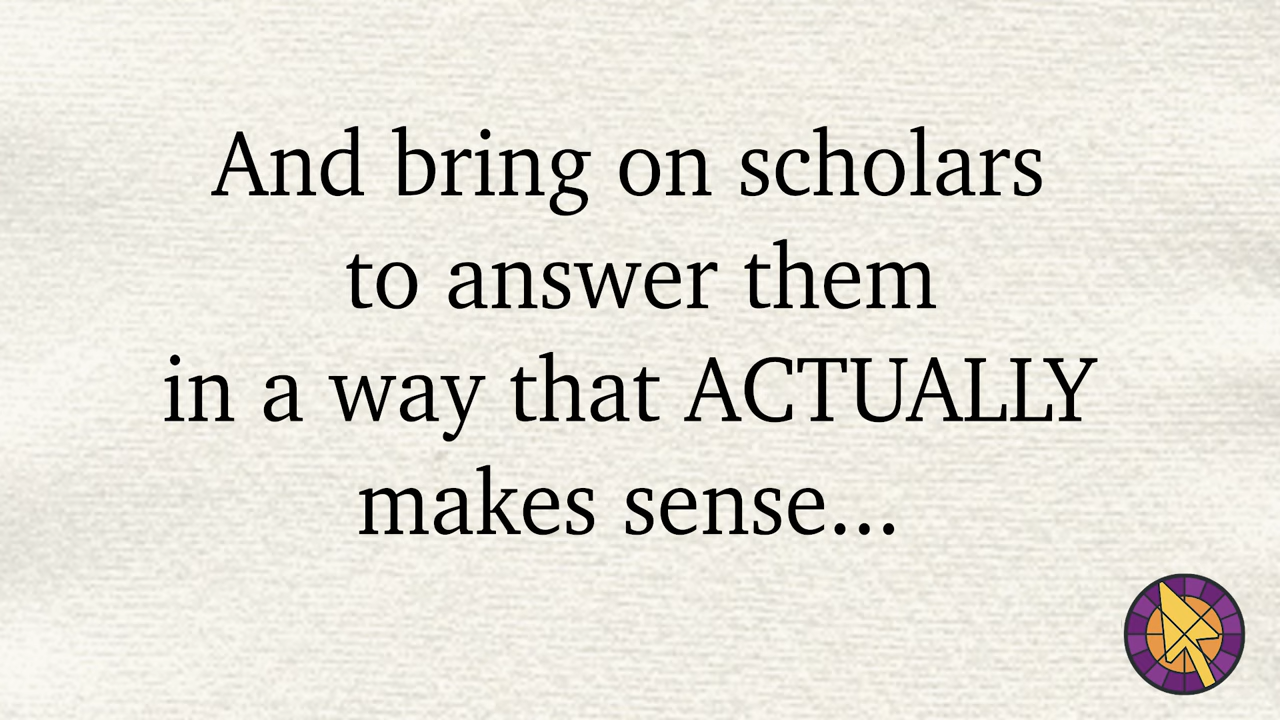 And bring on scholars
to answer them
in a way that ACTUALLY
makes sense...